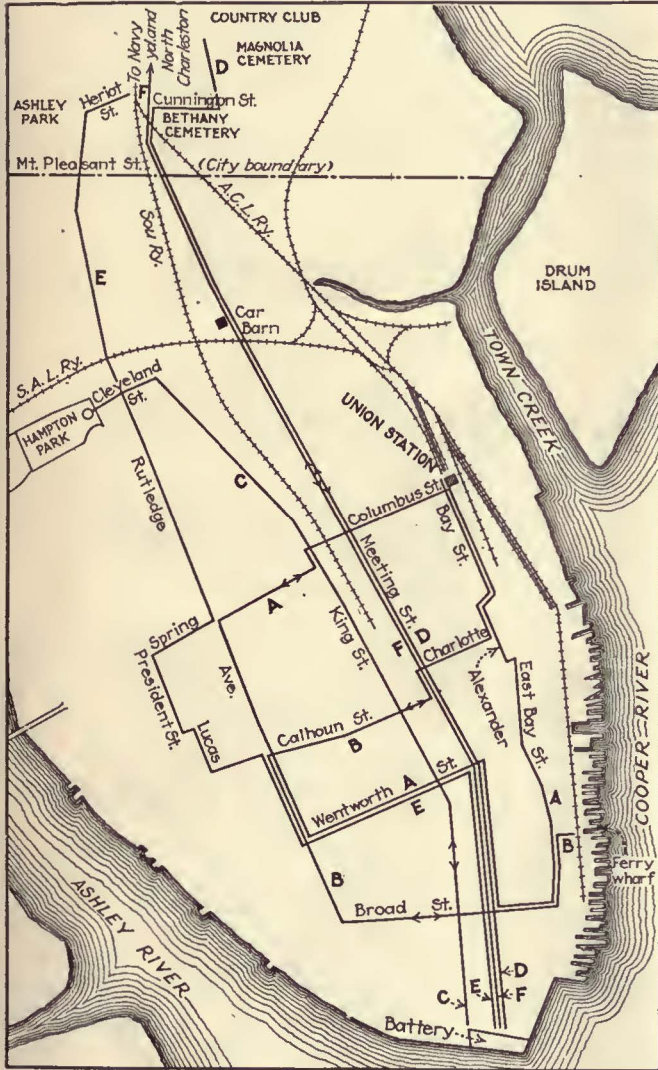 COUNTRY CLUB
To Navy
yd. and
North
Charleston
D
MAGNOLIA
CEMETERY
Heriot
St.
F
Cunnington St.
ASHLEY
PARK
BETHANY
CEMETERY
Mt. Pleasant St.
(City boundary)
A.C.L. Ry.
Sou. Ry.
E
DRUM
ISLAND
Car
Barn
TOWN CREEK
S.A.L. Ry.
Cleveland
St.
HAMPTON
PARK
UNION STATION
C
Rutledge
Columbus St.
Bay St.
Meeting St.
A
D
King St.
F
Spring
Charlotte
President St.
Ave.
Alexander
East Bay St.
Lucas
Calhoun St.
B
COOPER RIVER
A
Wentworth St.
E
A
B
Ferry
wharf
B
Broad St.
ASHLEY RIVER
D
C
E
F
Battery